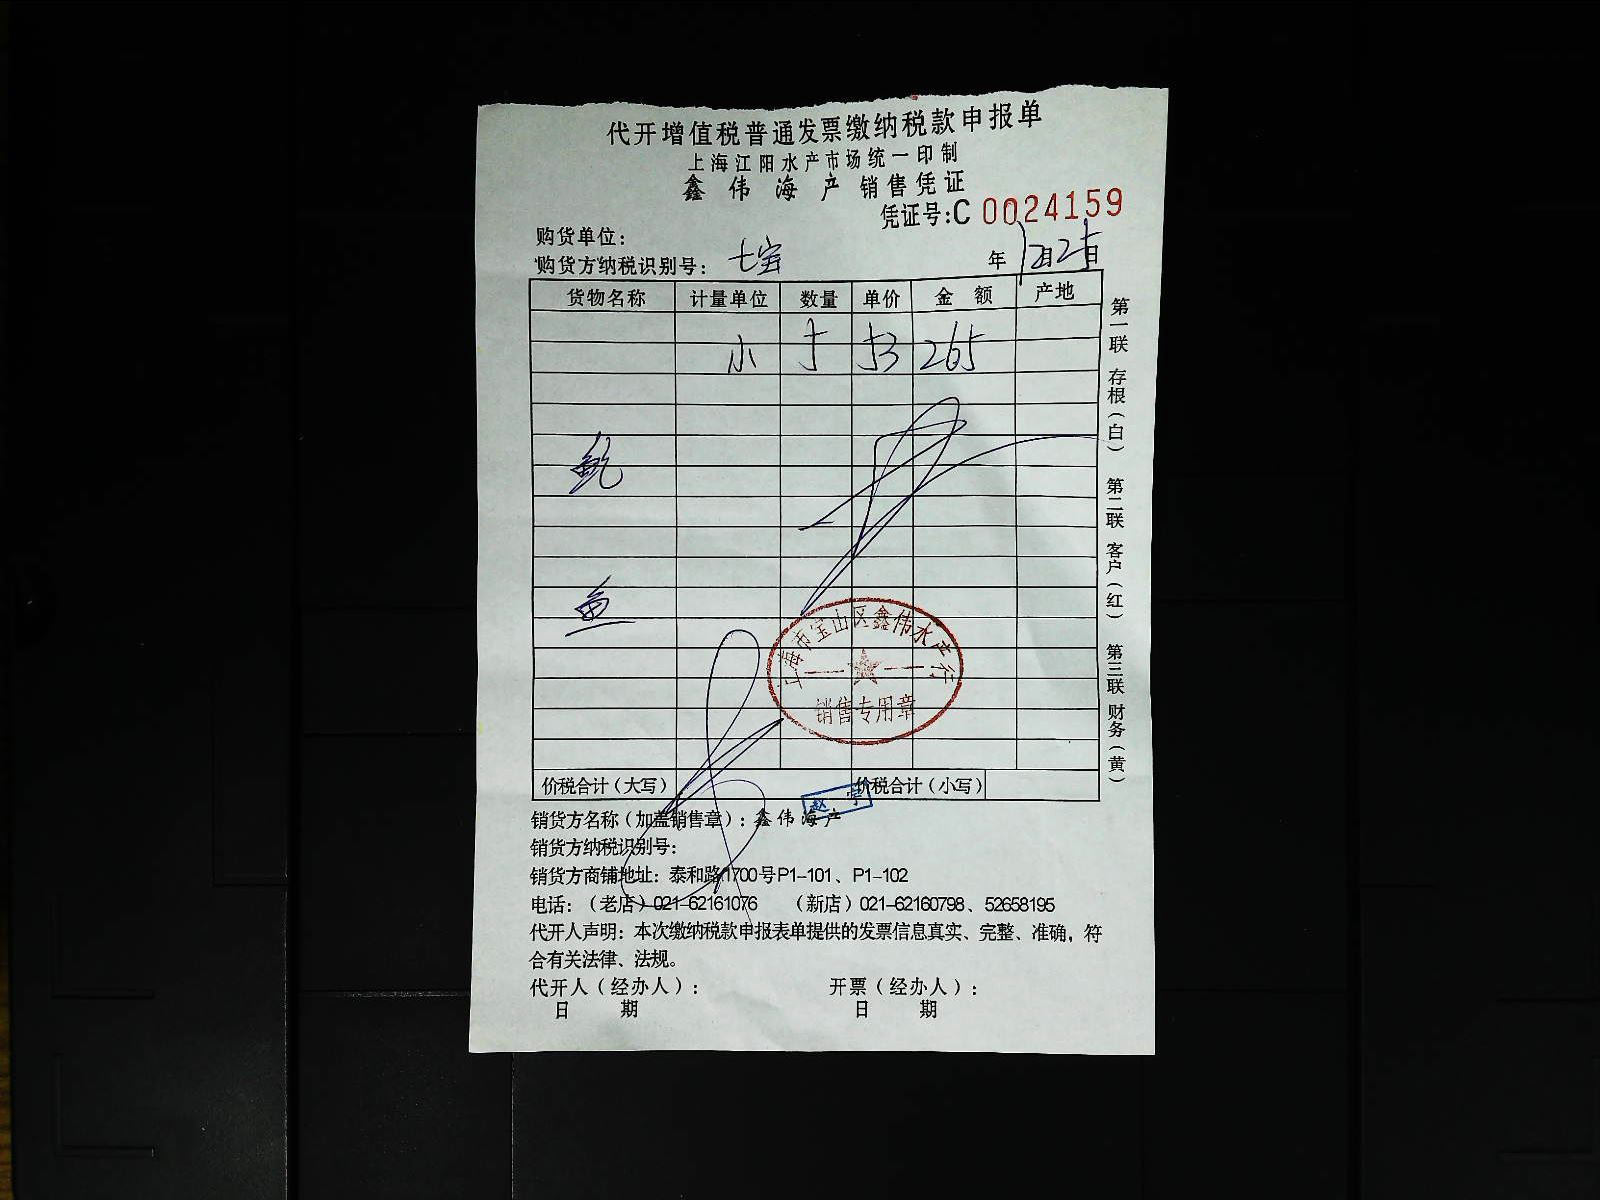 代开增值税普通发票缴纳税款申报单
上海江阳水产市场统一印制
鑫伟海产 销售凭证
凭证号:C 0024159
购货单位:
购货方纳税识别号: 七宝 年12月25日
货物名称 计量单位 数量 单价 金额 产地
小 5 53 265
鲍
鱼
上海市宝山区鑫伟水产行
销售专用章
价税合计(大写) 价税合计(小写)
赵宇
销货方名称(加盖销售章):鑫伟海产
销货方纳税识别号:
销货方商铺地址:泰和路1700号P1-101、P1-102
电话:(老店)021-62161076 (新店)021-62160798、52658195
代开人声明:本次缴纳税款申报表单提供的发票信息真实、完整、准确,符
合有关法律、法规。
代开人(经办人): 开票(经办人):
日期 日期
第一联 存根(白) 第二联 客户(红) 第三联 财务(黄)